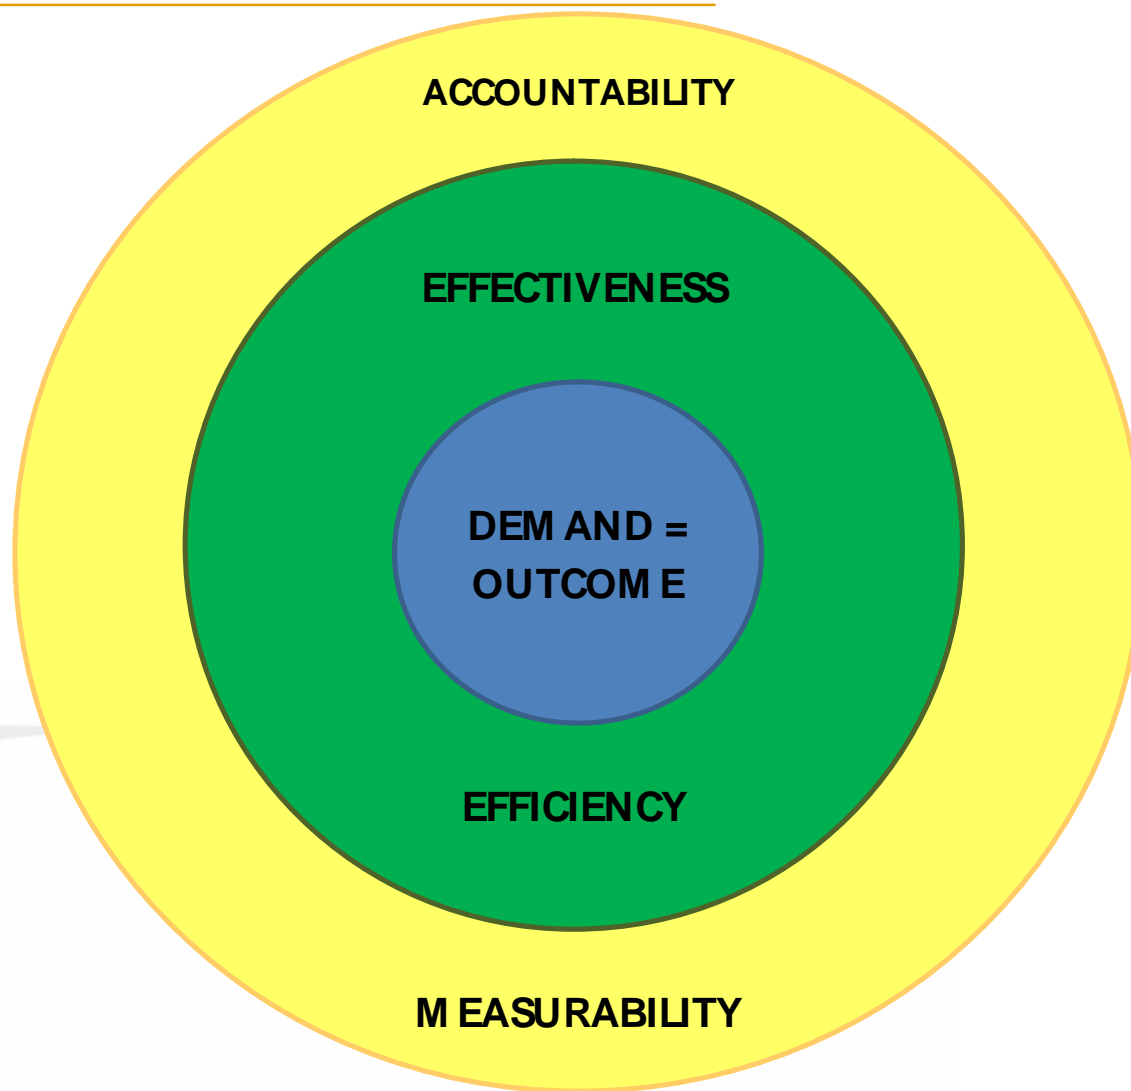 ACCOUNTABILITY
EFFECTIVENESS
DEMAND =
OUTCOME
EFFICIENCY
MEASURABILITY